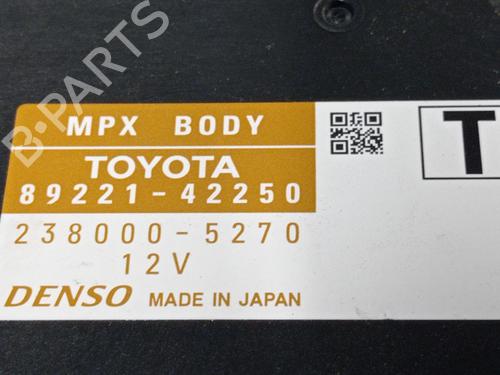 MPX BODY
TOYOTA
89221-42250
238000-5270
12V
DENSO MADE IN JAPAN
T
B-PARTS